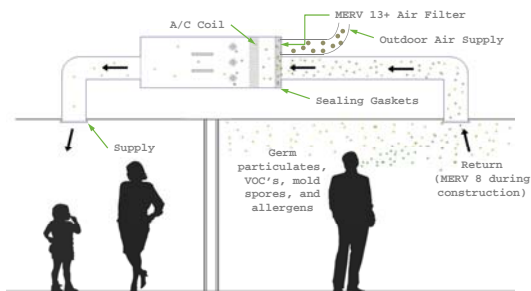 MERV 13+ Air Filter
A/C Coil
Outdoor Air Supply
Sealing Gaskets
Supply
Germ
particulates,
VOC's, mold
spores, and
allergens
Return
(MERV 8 during
construction)